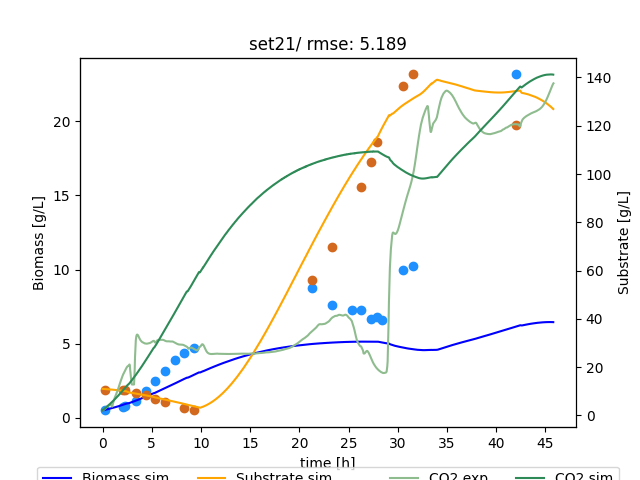 set21/ rmse: 5.189
Biomass [g/L]
0
5
10
15
20
0
20
40
60
80
100
120
140
Substrate [g/L]
0
5
10
15
20
25
30
35
40
45
time [h]
Biomass sim
Substrate sim
CO2 exp
CO2 sim